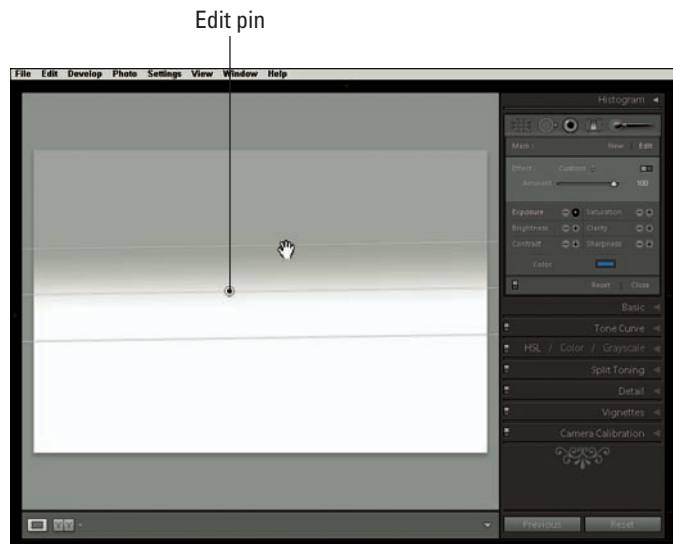 Edit pin
File Edit Develop Photo Settings View Window Help
Histogram
Mask : New Edit
Effect : Custom
Amount 100
Exposure Saturation
Brightness Clarity
Contrast Sharpness
Color
Reset Close
Basic
Tone Curve
HSL / Color / Grayscale
Split Toning
Detail
Vignettes
Camera Calibration
Previous Reset